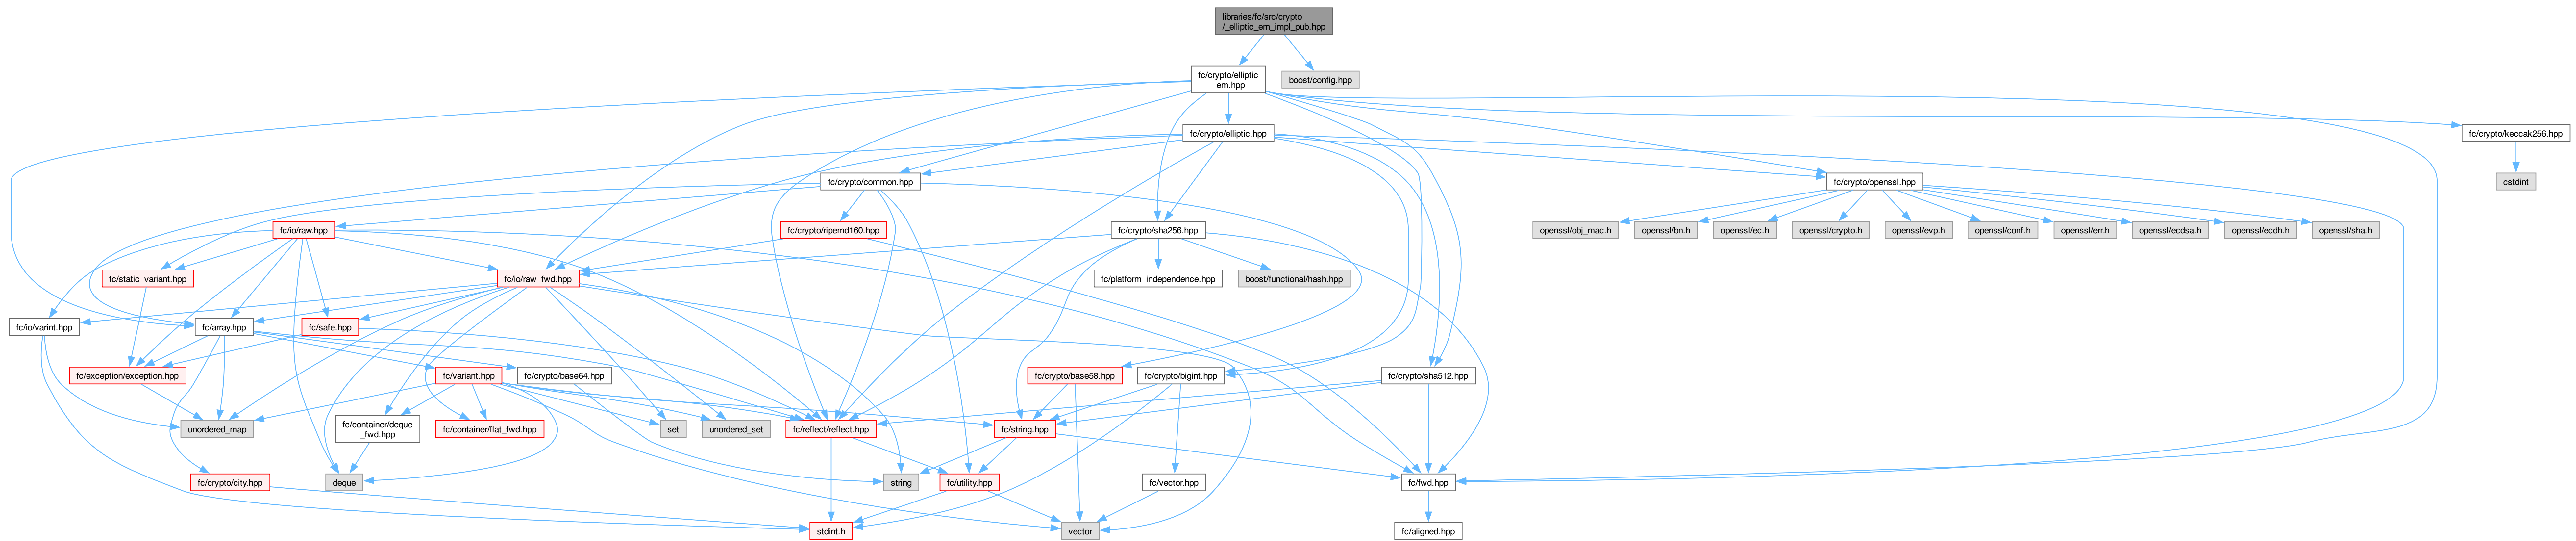 libraries/fc/src/crypto
/_elliptic_em_impl_pub.hpp
fc/crypto/elliptic
_em.hpp
boost/config.hpp
fc/crypto/elliptic.hpp
fc/crypto/keccak256.hpp
fc/crypto/common.hpp
fc/crypto/openssl.hpp
cstdint
fc/io/raw.hpp
fc/crypto/ripemd160.hpp
fc/crypto/sha256.hpp
openssl/obj_mac.h
openssl/bn.h
openssl/ec.h
openssl/crypto.h
openssl/evp.h
openssl/conf.h
openssl/err.h
openssl/ecdsa.h
openssl/ecdh.h
openssl/sha.h
fc/static_variant.hpp
fc/io/raw_fwd.hpp
fc/platform_independence.hpp
boost/functional/hash.hpp
fc/io/varint.hpp
fc/array.hpp
fc/safe.hpp
fc/exception/exception.hpp
fc/variant.hpp
fc/crypto/base64.hpp
fc/crypto/base58.hpp
fc/crypto/bigint.hpp
fc/crypto/sha512.hpp
unordered_map
fc/container/deque
_fwd.hpp
fc/container/flat_fwd.hpp
set
unordered_set
fc/reflect/reflect.hpp
fc/string.hpp
fc/crypto/city.hpp
deque
string
fc/utility.hpp
fc/vector.hpp
fc/fwd.hpp
stdint.h
vector
fc/aligned.hpp